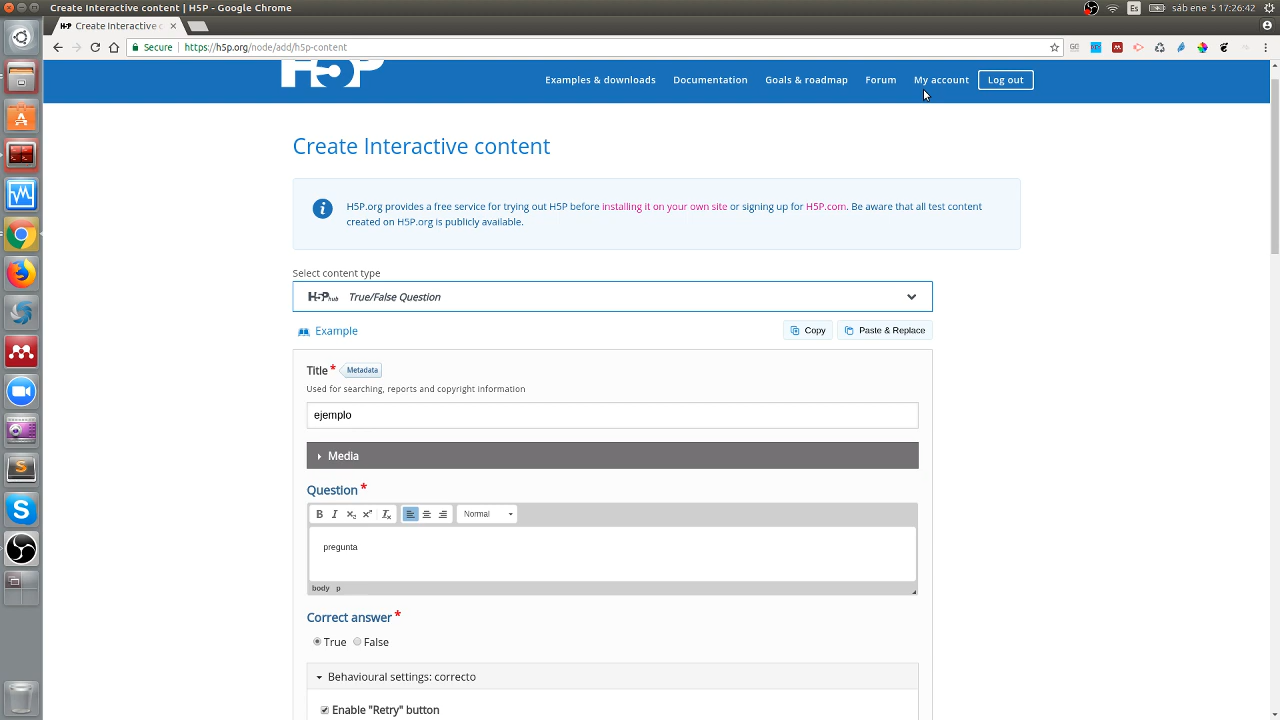 Create Interactive content | H5P - Google Chrome
Es
sáb ene 5 17:26:42
H5P Create Interactive c
Secure
https://h5p.org/node/add/h5p-content
H5P
Examples & downloads
Documentation
Goals & roadmap
Forum
My account
Log out
Create Interactive content
H5P.org provides a free service for trying out H5P before installing it on your own site or signing up for H5P.com. Be aware that all test content
created on H5P.org is publicly available.
Select content type
H5Phub True/False Question
Example
Copy
Paste & Replace
Title* Metadata
Used for searching, reports and copyright information
ejemplo
Media
Question *
B I Normal
pregunta
body p
Correct answer *
True False
Behavioural settings: correcto
Enable "Retry" button